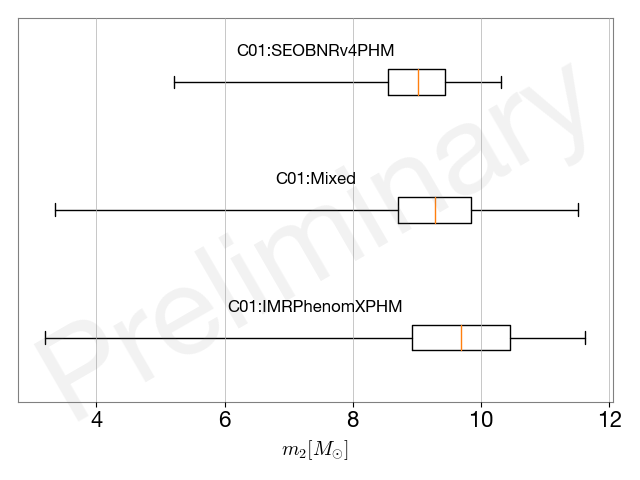 C01:SEOBNRv4PHM
C01:Mixed
C01:IMRPhenomXPHM
Preliminary
4 6 8 10 12
m₂[M☉]